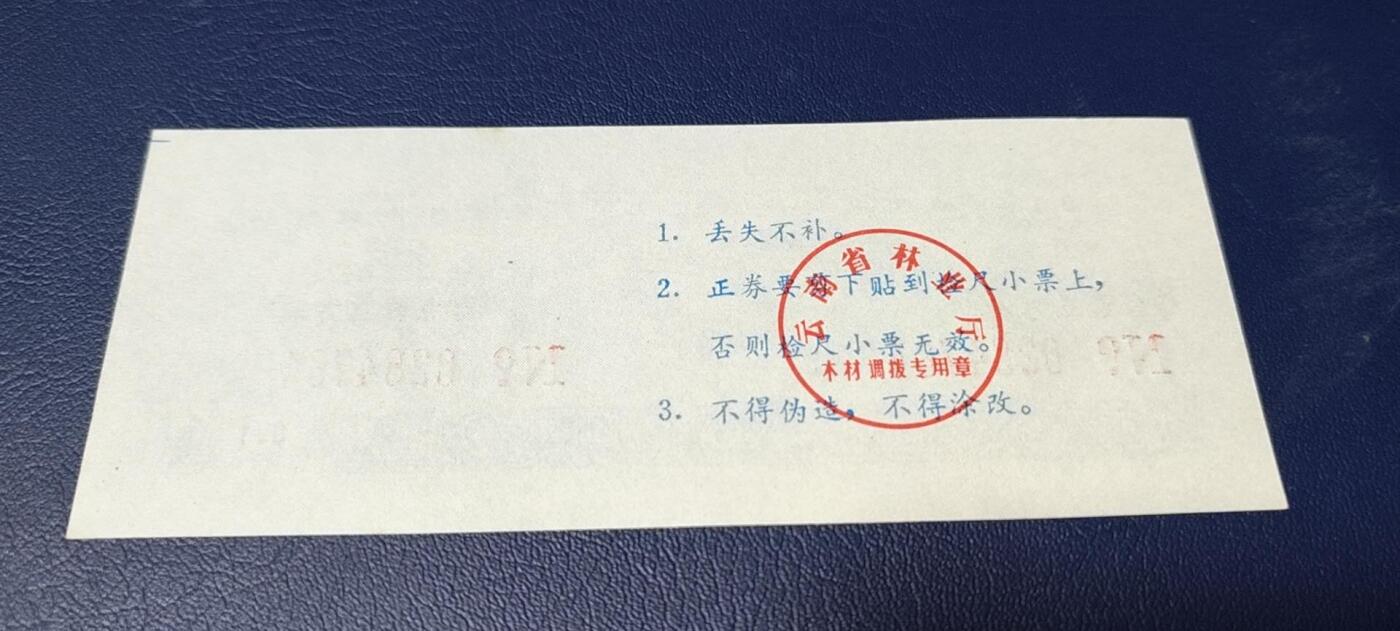 1. 丢失不补。
2. 正券要剪下贴到检尺小票上，
否则检尺小票无效。
3. 不得伪造，不得涂改。
云南省林业厅
木材调拨专用章